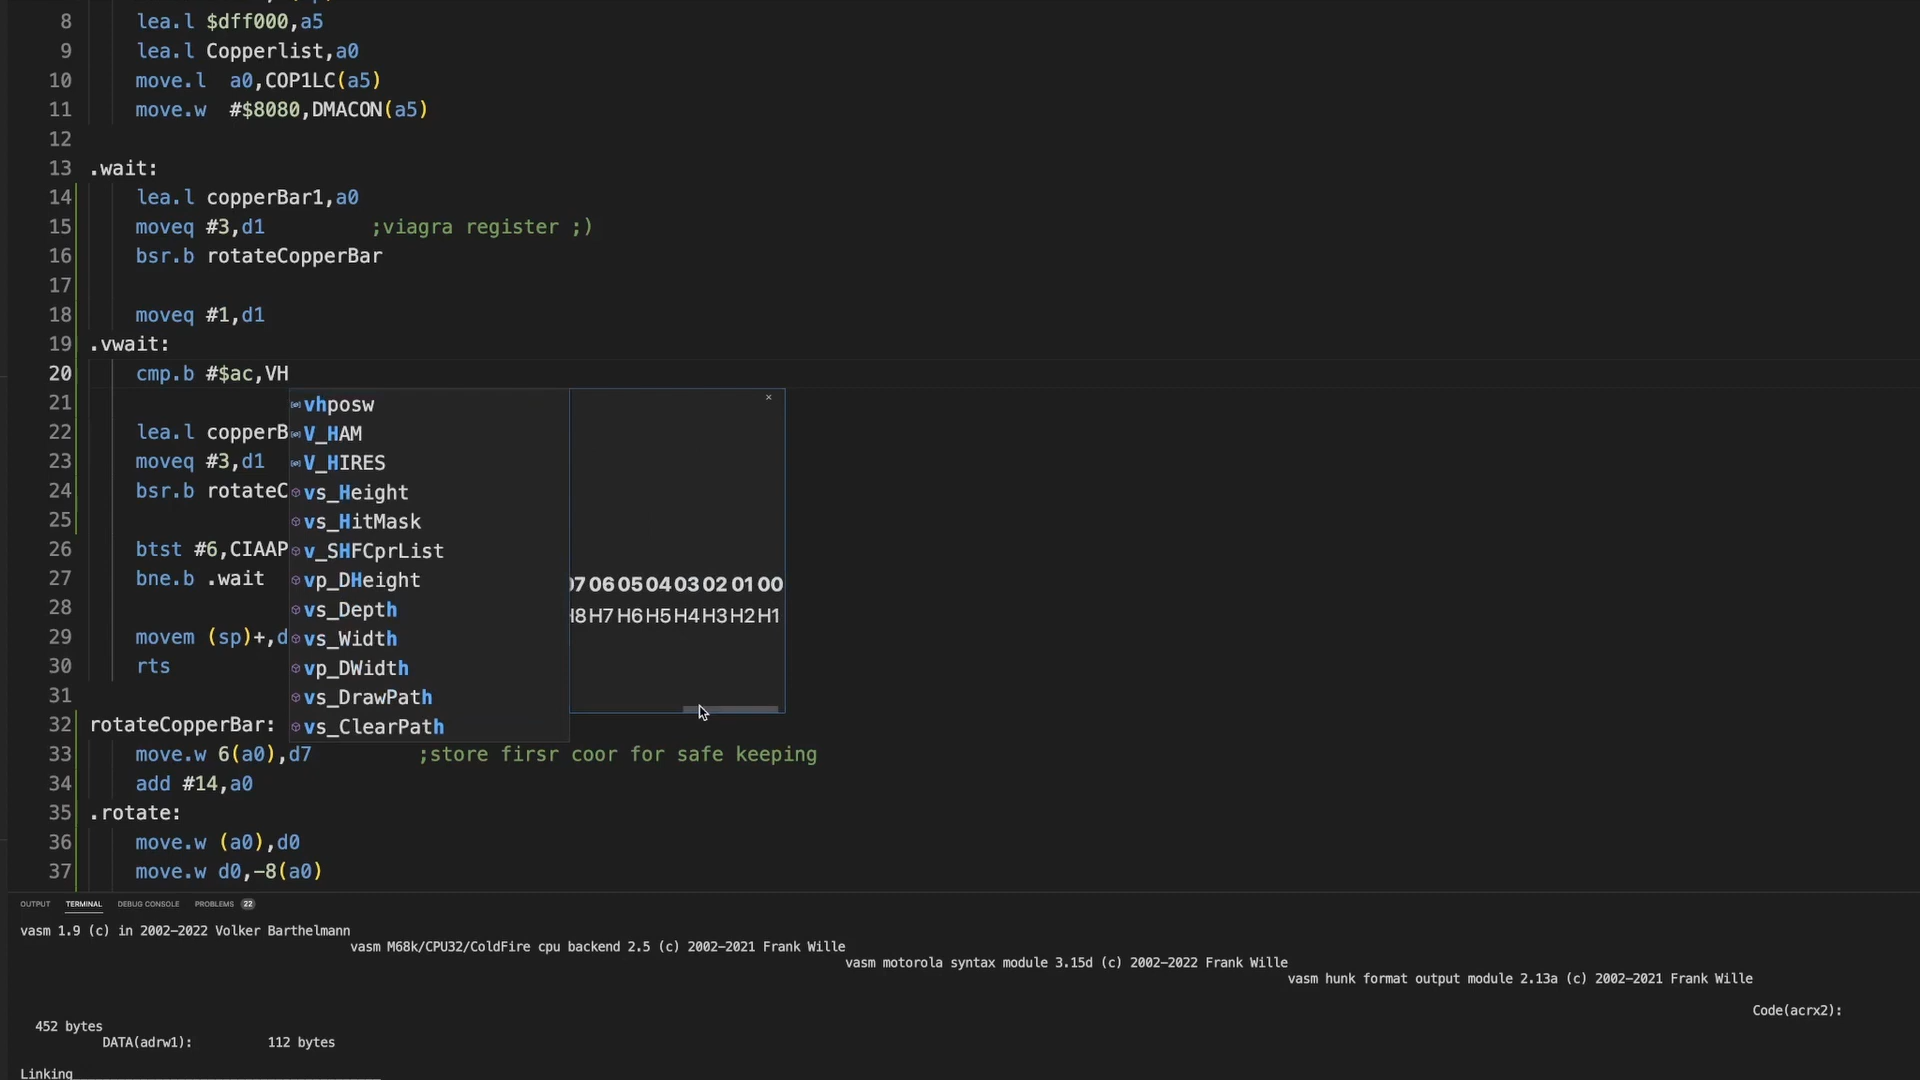 8 lea.l $dff000,a5
9 lea.l Copperlist,a0
10 move.l a0,COP1LC(a5)
11 move.w #$8080,DMACON(a5)
12
13 .wait:
14 lea.l copperBar1,a0
15 moveq #3,d1 ;viagra register ;)
16 bsr.b rotateCopperBar
17
18 moveq #1,d1
19 .vwait:
20 cmp.b #$ac,VH
21
22 lea.l copperB
23 moveq #3,d1
24 bsr.b rotateC
25
26 btst #6,CIAAP
27 bne.b .wait
28
29 movem (sp)+,d
30 rts
31
32 rotateCopperBar:
33 move.w 6(a0),d7 ;store firsr coor for safe keeping
34 add #14,a0
35 .rotate:
36 move.w (a0),d0
37 move.w d0,-8(a0)
vhposw
V_HAM
V_HIRES
vs_Height
vs_HitMask
v_SHFCprList
vp_DHeight
vs_Depth
vs_Width
vp_DWidth
vs_DrawPath
vs_ClearPath
×
07 06 05 04 03 02 01 00
H8 H7 H6 H5 H4 H3 H2 H1
OUTPUT TERMINAL DEBUG CONSOLE PROBLEMS 22
vasm 1.9 (c) in 2002-2022 Volker Barthelmann
vasm M68k/CPU32/ColdFire cpu backend 2.5 (c) 2002-2021 Frank Wille
vasm motorola syntax module 3.15d (c) 2002-2022 Frank Wille
vasm hunk format output module 2.13a (c) 2002-2021 Frank Wille
Code(acrx2):
452 bytes
DATA(adrw1): 112 bytes
Linking